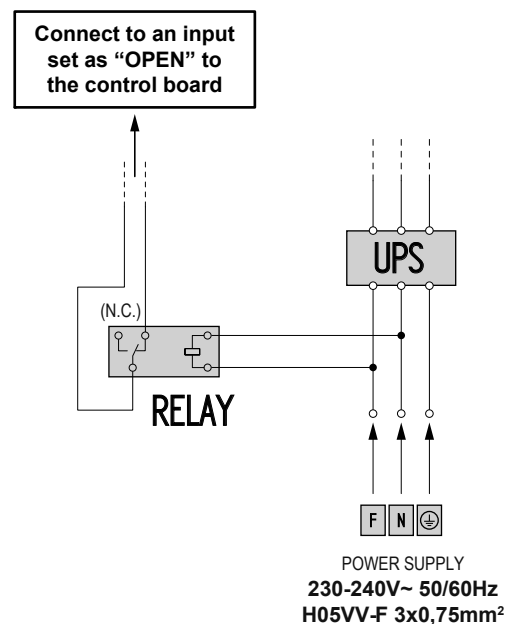 Connect to an input
set as “OPEN” to
the control board
UPS
(N.C.)
RELAY
F N
POWER SUPPLY
230-240V~ 50/60Hz
H05VV-F 3x0,75mm²